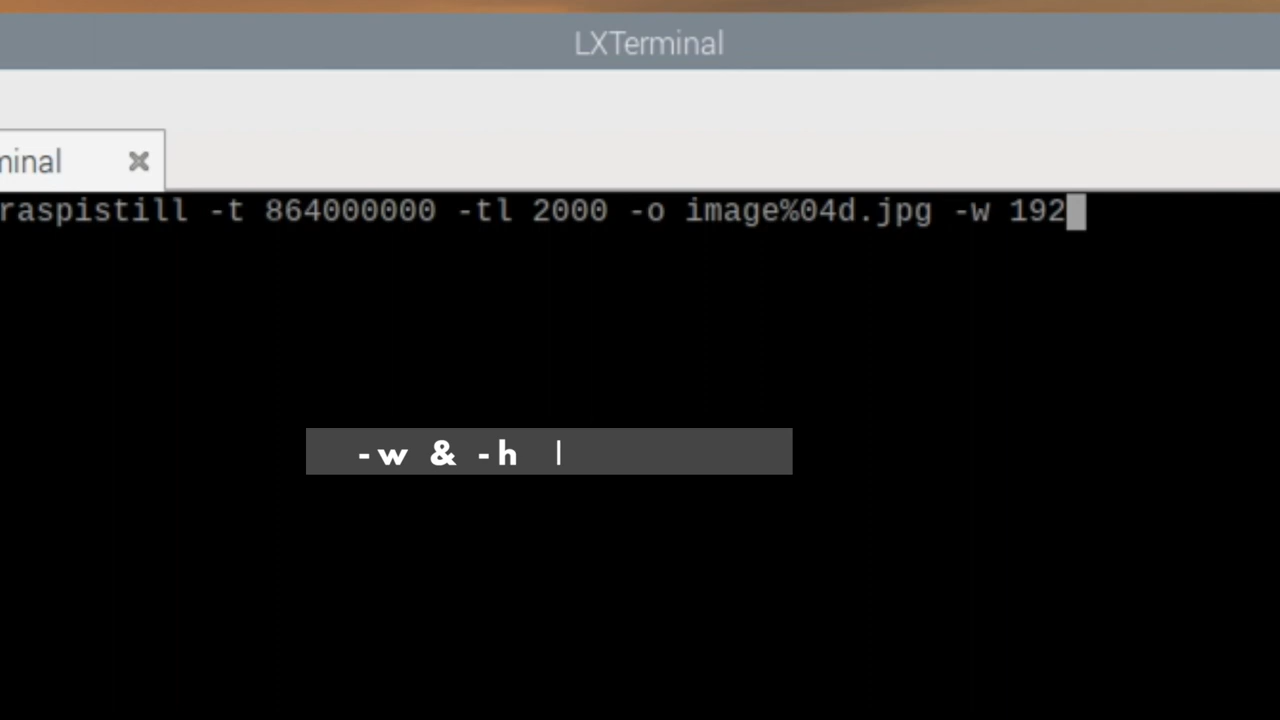 LXTerminal
minal
raspistill -t 864000000 -tl 2000 -o image%04d.jpg -w 192
-w & -h |